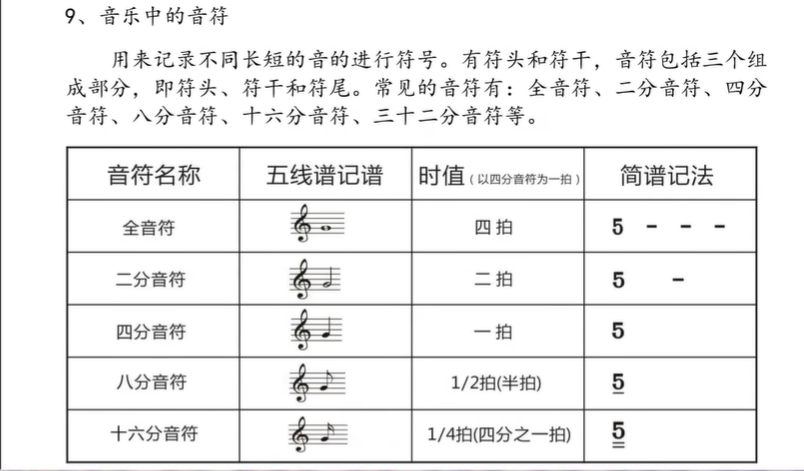 9、音乐中的音符
用来记录不同长短的音的进行符号。有符头和符干，音符包括三个组
成部分，即符头、符干和符尾。常见的音符有：全音符、二分音符、四分
音符、八分音符、十六分音符、三十二分音符等。
音符名称 五线谱记谱 时值（以四分音符为一拍） 简谱记法
全音符 四 拍 5 - - -
二分音符 二 拍 5 -
四分音符 一 拍 5
八分音符 1/2拍(半拍) 5
十六分音符 1/4拍(四分之一拍) 5